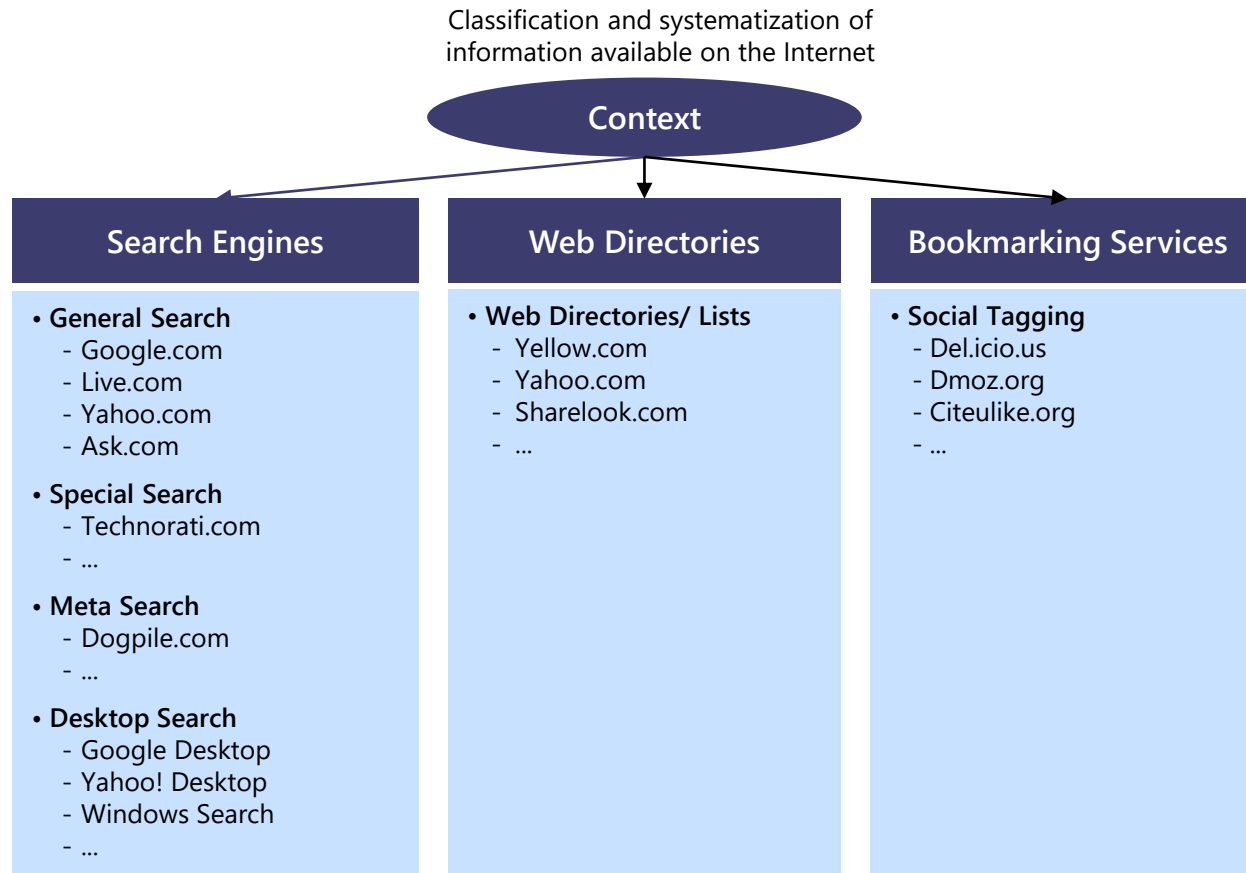 Classification and systematization of
information available on the Internet
Context
Search Engines
• General Search
- Google.com
- Live.com
- Yahoo.com
- Ask.com
• Special Search
- Technorati.com
- ...
• Meta Search
- Dogpile.com
- ...
• Desktop Search
- Google Desktop
- Yahoo! Desktop
- Windows Search
- ...
Web Directories
• Web Directories/ Lists
- Yellow.com
- Yahoo.com
- Sharelook.com
- ...
Bookmarking Services
• Social Tagging
- Del.icio.us
- Dmoz.org
- Citeulike.org
- ...